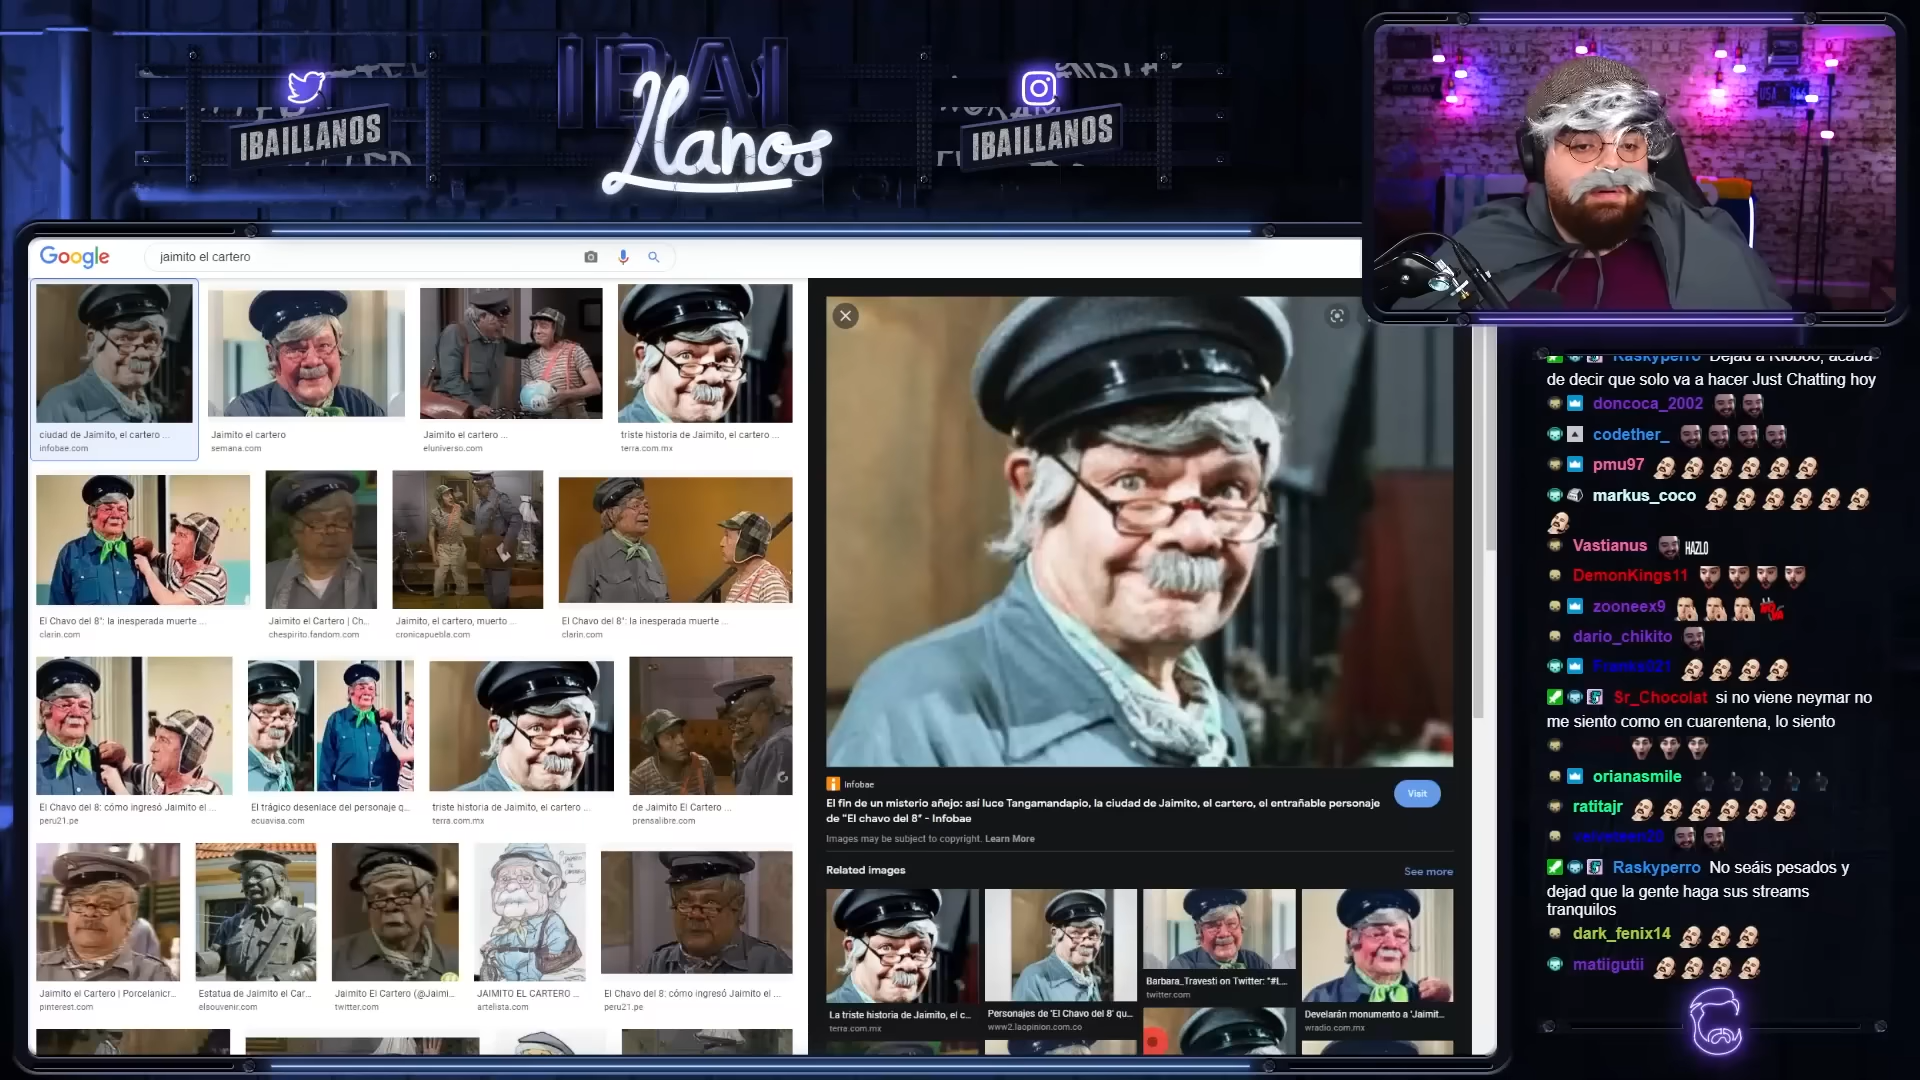 IBAI
Llanos
IBAILLANOS
IBAILLANOS
Google
jaimito el cartero
ciudad de Jaimito, el cartero ...
infobae.com
Jaimito el cartero
semana.com
Jaimito el cartero ...
eluniverso.com
triste historia de Jaimito, el cartero ...
terra.com.mx
El Chavo del 8": la inesperada muerte ...
clarin.com
Jaimito el Cartero | Ch...
chespirito.fandom.com
Jaimito, el cartero, muerto ...
cronicapuebla.com
El Chavo del 8": la inesperada muerte ...
clarin.com
El Chavo del 8: cómo ingresó Jaimito el ...
peru21.pe
El trágico desenlace del personaje q...
ecuavisa.com
triste historia de Jaimito, el cartero ...
terra.com.mx
de Jaimito El Cartero ...
prensalibre.com
Jaimito el Cartero | Porcelanicr...
pinterest.com
Estatua de Jaimito el Car...
elsouvenir.com
Jaimito El Cartero (@Jaimi...
twitter.com
JAIMITO EL CARTERO ...
artelista.com
El Chavo del 8: cómo ingresó Jaimito el ...
peru21.pe
Infobae
El fin de un misterio añejo: así luce Tangamandapio, la ciudad de Jaimito, el cartero, el entrañable personaje
de "El chavo del 8" - Infobae
Visit
Images may be subject to copyright. Learn More
Related images
See more
La triste historia de Jaimito, el c...
terra.com.mx
Personajes de 'El Chavo del 8' qu...
www2.laopinion.com.co
Barbara_Travesti on Twitter: "#L...
twitter.com
Develarán monumento a 'Jaimit...
wradio.com.mx
Raskyperro Dejad a Rioboo, acaba
de decir que solo va a hacer Just Chatting hoy
doncoca_2002
codether_
pmu97
markus_coco
Vastianus HAZLO
DemonKings11
zooneex9
dario_chikito
Franks021
Sr_Chocolat si no viene neymar no
me siento como en cuarentena, lo siento
orianasmile
ratitajr
Raskyperro No seáis pesados y
dejad que la gente haga sus streams
tranquilos
dark_fenix14
matiigutii